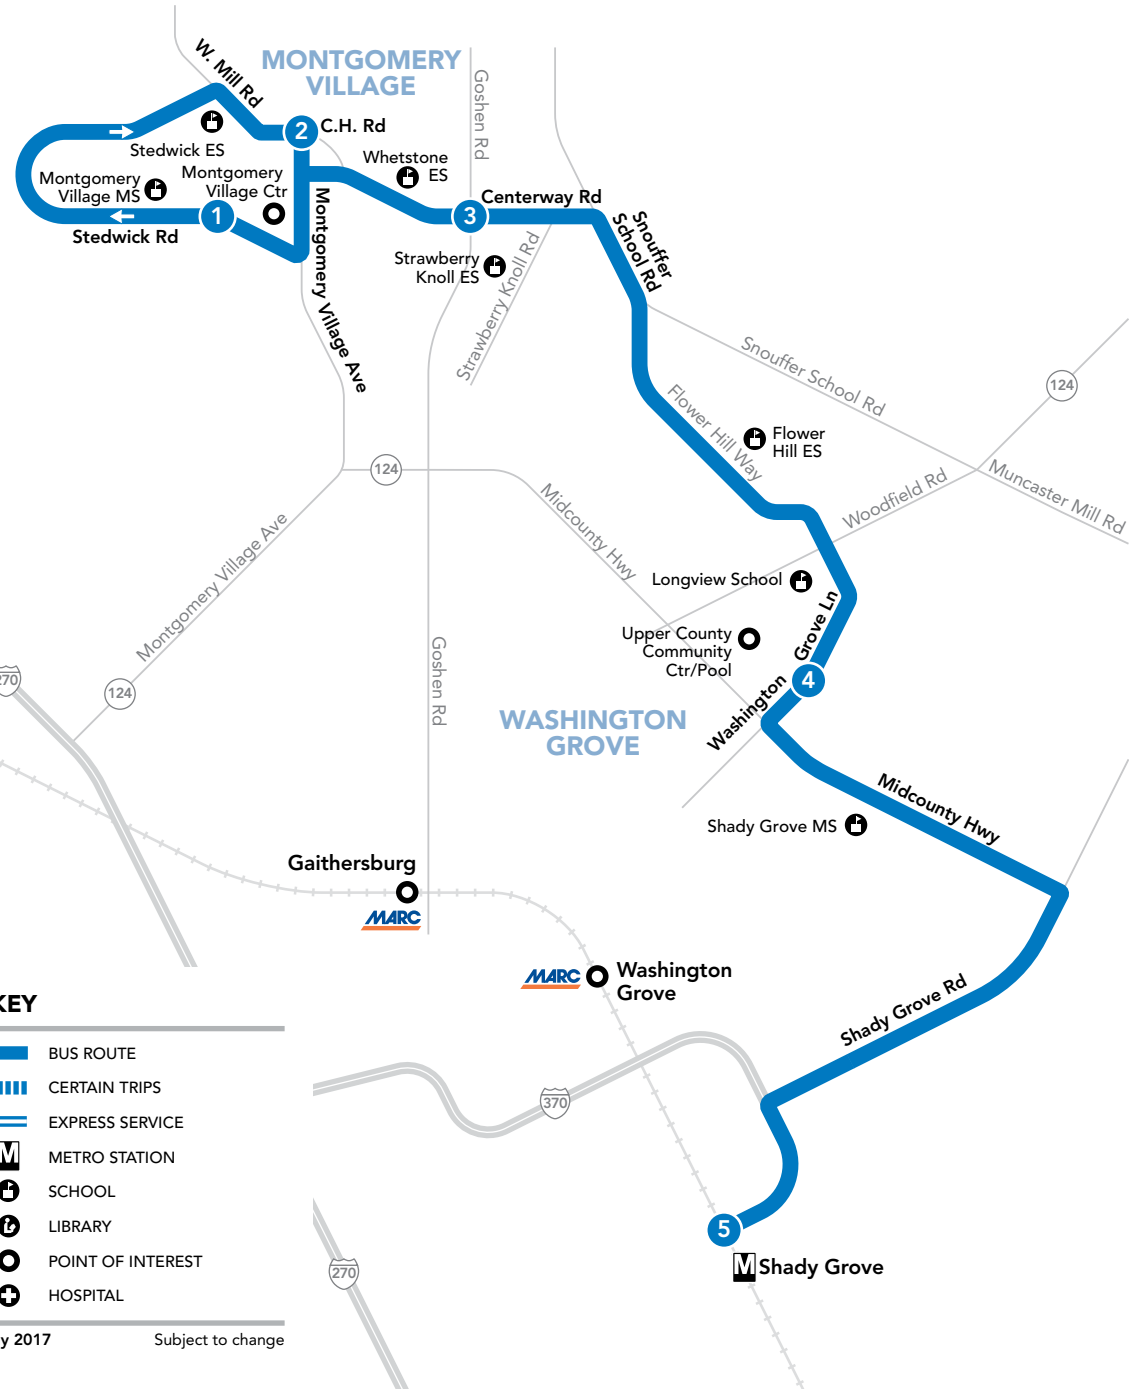 W. Mill Rd
MONTGOMERY
VILLAGE
Goshen Rd
2
C.H. Rd
Stedwick ES
Whetstone
ES
Montgomery
Village MS
Montgomery
Village Ctr
1
3
Centerway Rd
Stedwick Rd
Montgomery Village Ave
Snouffer
School Rd
Strawberry
Knoll ES
Strawberry Knoll Rd
Snouffer School Rd
124
Flower Hill Way
Flower
Hill ES
124
Midcounty Hwy
Woodfield Rd
Muncaster Mill Rd
Montgomery Village Ave
Longview School
Grove Ln
Upper County
Community
Ctr/Pool
Goshen Rd
4
Washington
124
270
WASHINGTON
GROVE
Midcounty Hwy
Shady Grove MS
Gaithersburg
MARC
MARC
Washington
Grove
Shady Grove Rd
370
5
M
Shady Grove
270
KEY
BUS ROUTE
CERTAIN TRIPS
EXPRESS SERVICE
M
METRO STATION
SCHOOL
LIBRARY
POINT OF INTEREST
HOSPITAL
y 2017
Subject to change